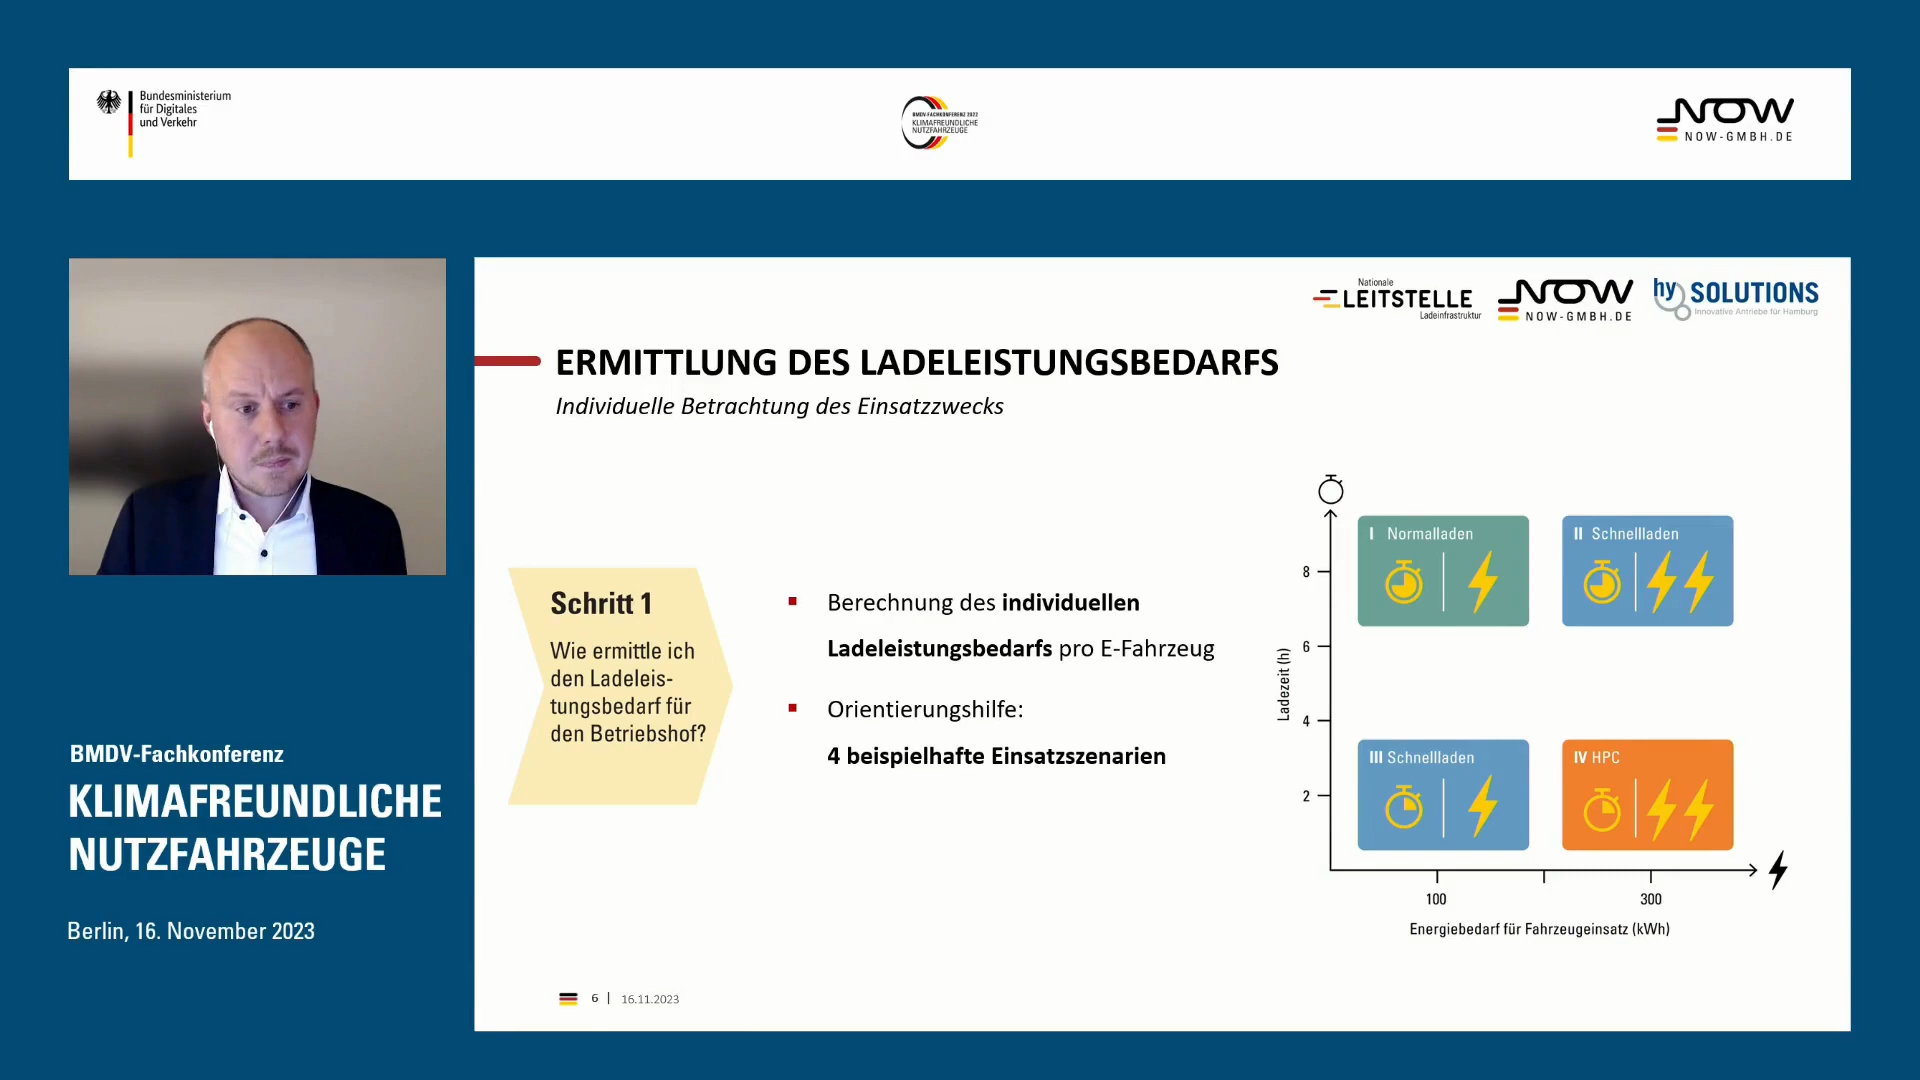 Bundesministerium
für Digitales
und Verkehr
BMDV-FACHKONFERENZ 2022
KLIMAFREUNDLICHE
NUTZFAHRZEUGE
NOW
NOW-GMBH.DE
Nationale
LEITSTELLE
Ladeinfrastruktur
NOW
NOW-GMBH.DE
hySOLUTIONS
Innovative Antriebe für Hamburg
ERMITTLUNG DES LADELEISTUNGSBEDARFS
Individuelle Betrachtung des Einsatzzwecks
Schritt 1
Wie ermittle ich
den Ladeleis-
tungsbedarf für
den Betriebshof?
Berechnung des individuellen
Ladeleistungsbedarfs pro E-Fahrzeug
Orientierungshilfe:
4 beispielhafte Einsatzszenarien
I Normalladen
II Schnellladen
III Schnellladen
IV HPC
Ladezeit (h)
8
6
4
2
100
300
Energiebedarf für Fahrzeugeinsatz (kWh)
6 | 16.11.2023
BMDV-Fachkonferenz
KLIMAFREUNDLICHE
NUTZFAHRZEUGE
Berlin, 16. November 2023